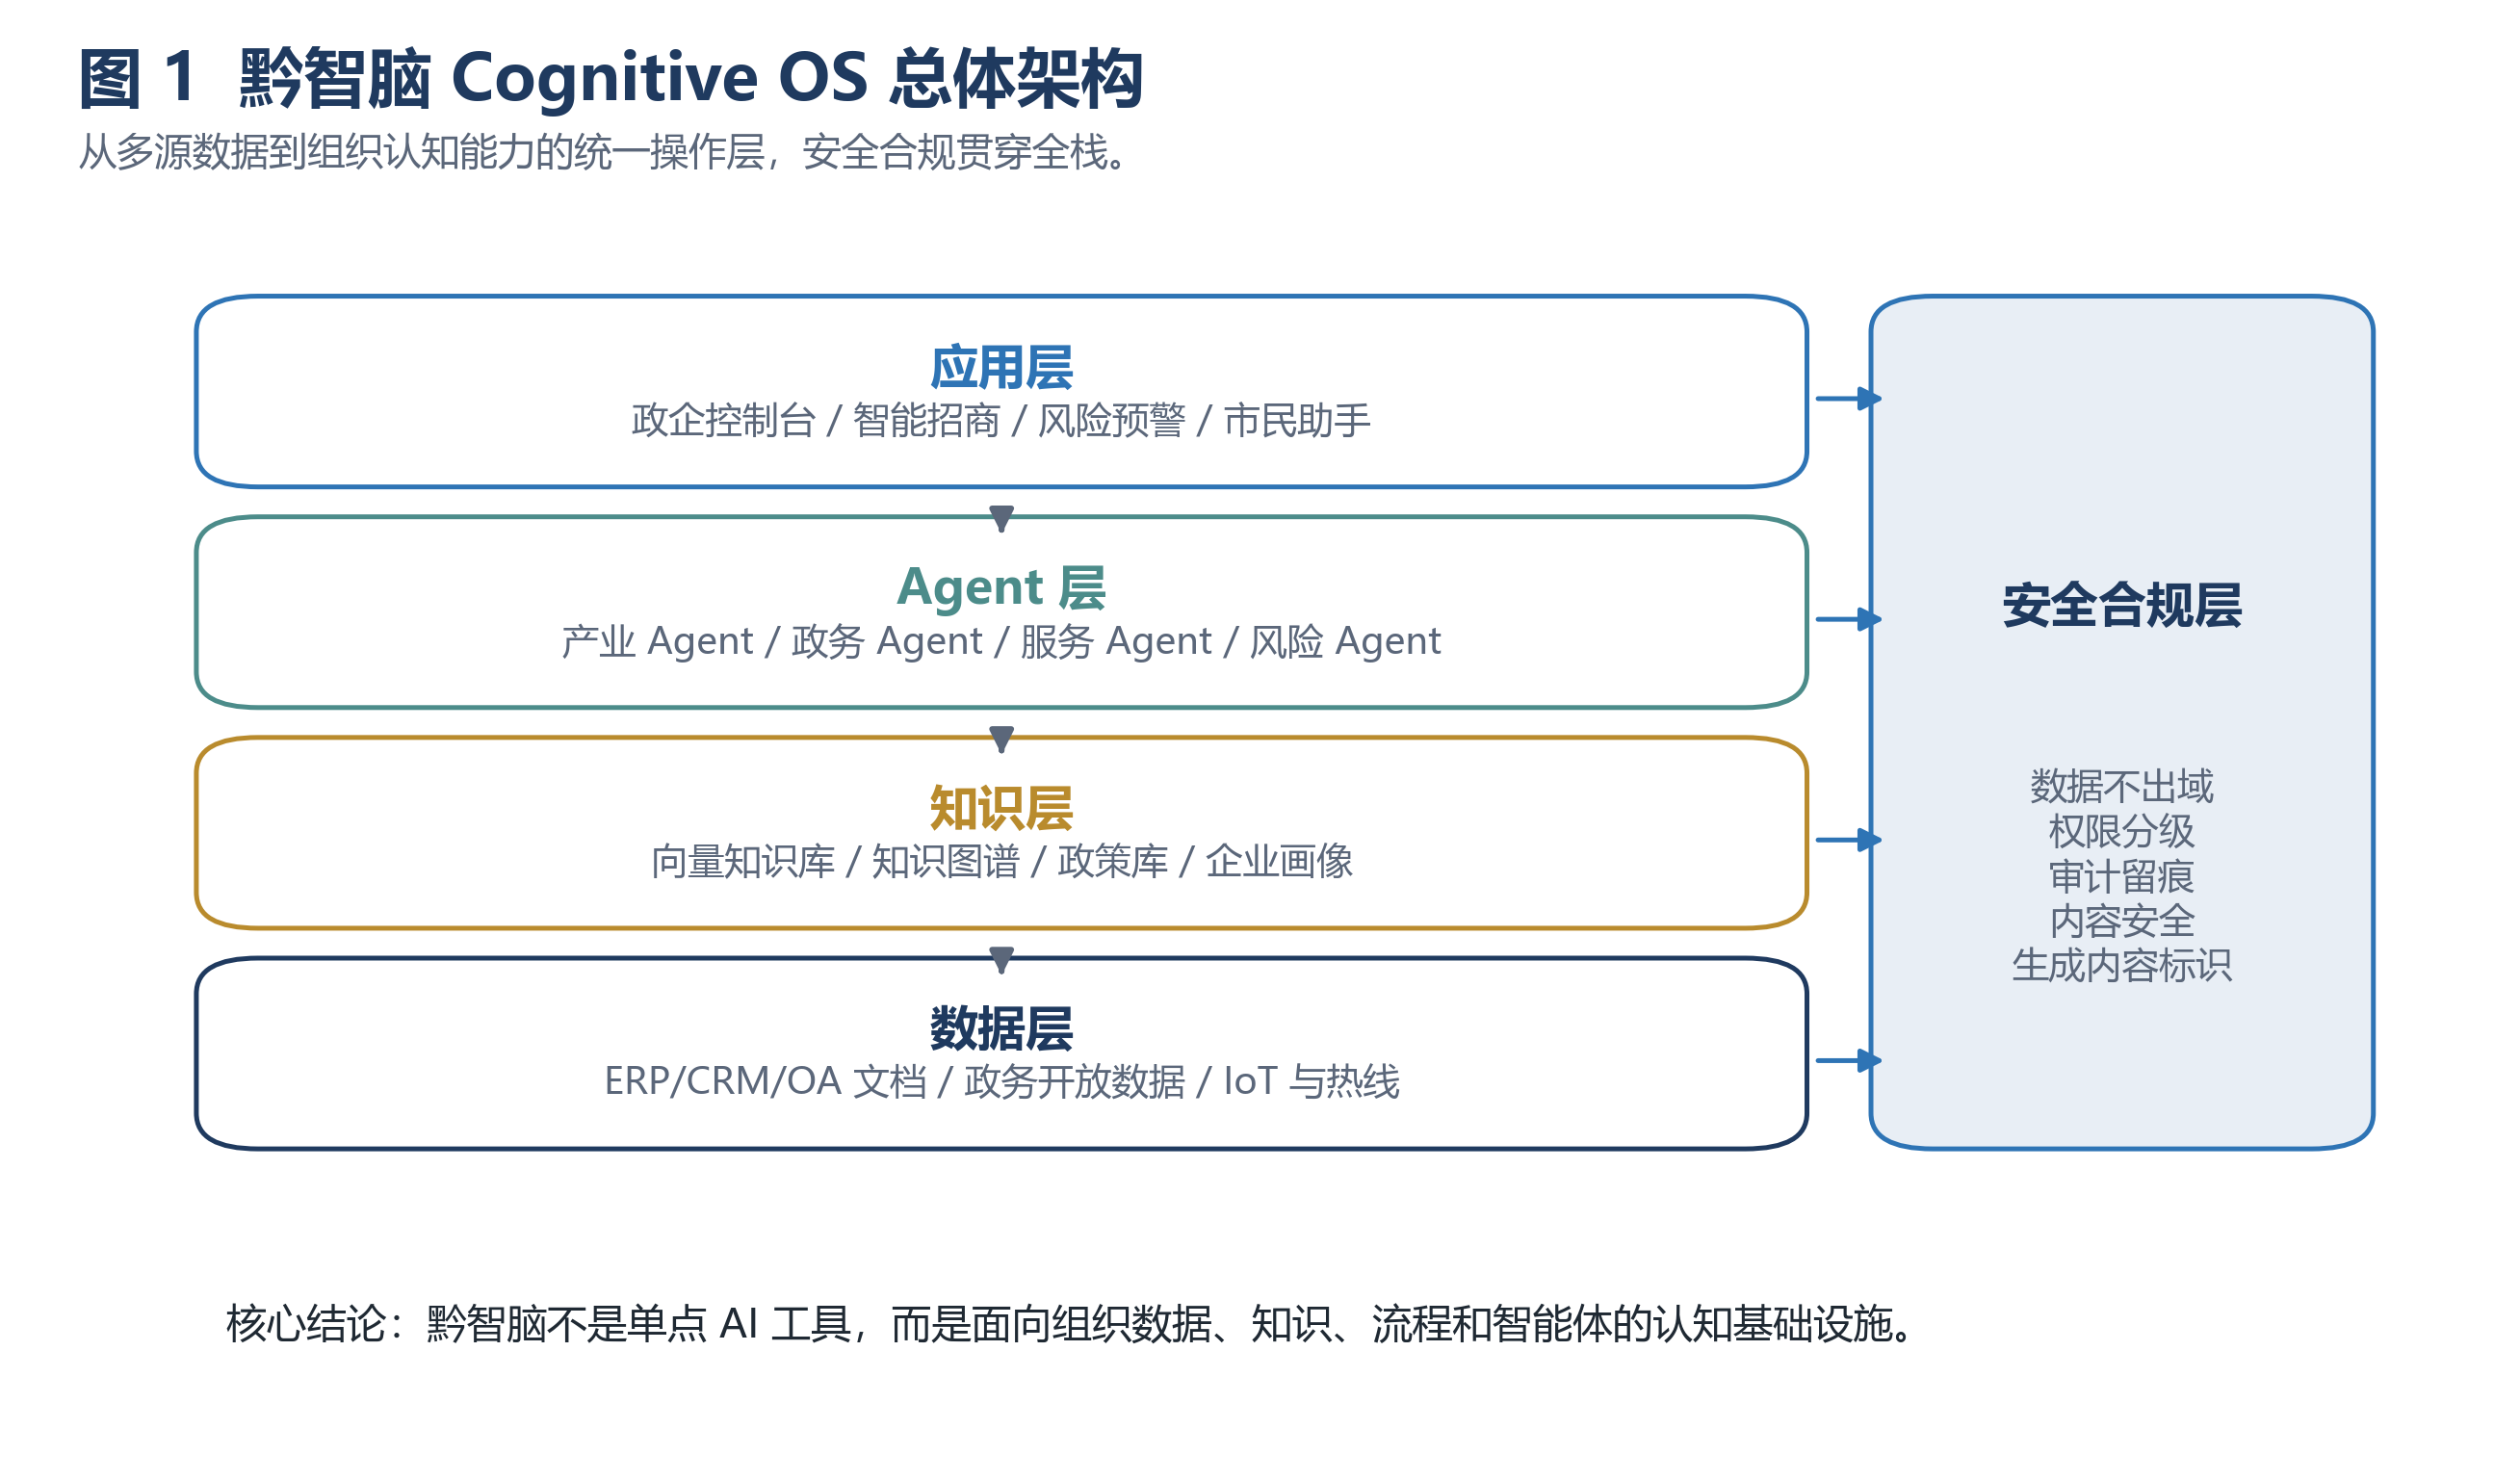 图 1 黔智脑 Cognitive OS 总体架构
从多源数据到组织认知能力的统一操作层，安全合规贯穿全栈。
应用层
政企控制台 / 智能招商 / 风险预警 / 市民助手
Agent 层
产业 Agent / 政务 Agent / 服务 Agent / 风险 Agent
知识层
向量知识库 / 知识图谱 / 政策库 / 企业画像
数据层
ERP/CRM/OA 文档 / 政务开放数据 / IoT 与热线
安全合规层
数据不出域
权限分级
审计留痕
内容安全
生成内容标识
核心结论：黔智脑不是单点 AI 工具，而是面向组织数据、知识、流程和智能体的认知基础设施。